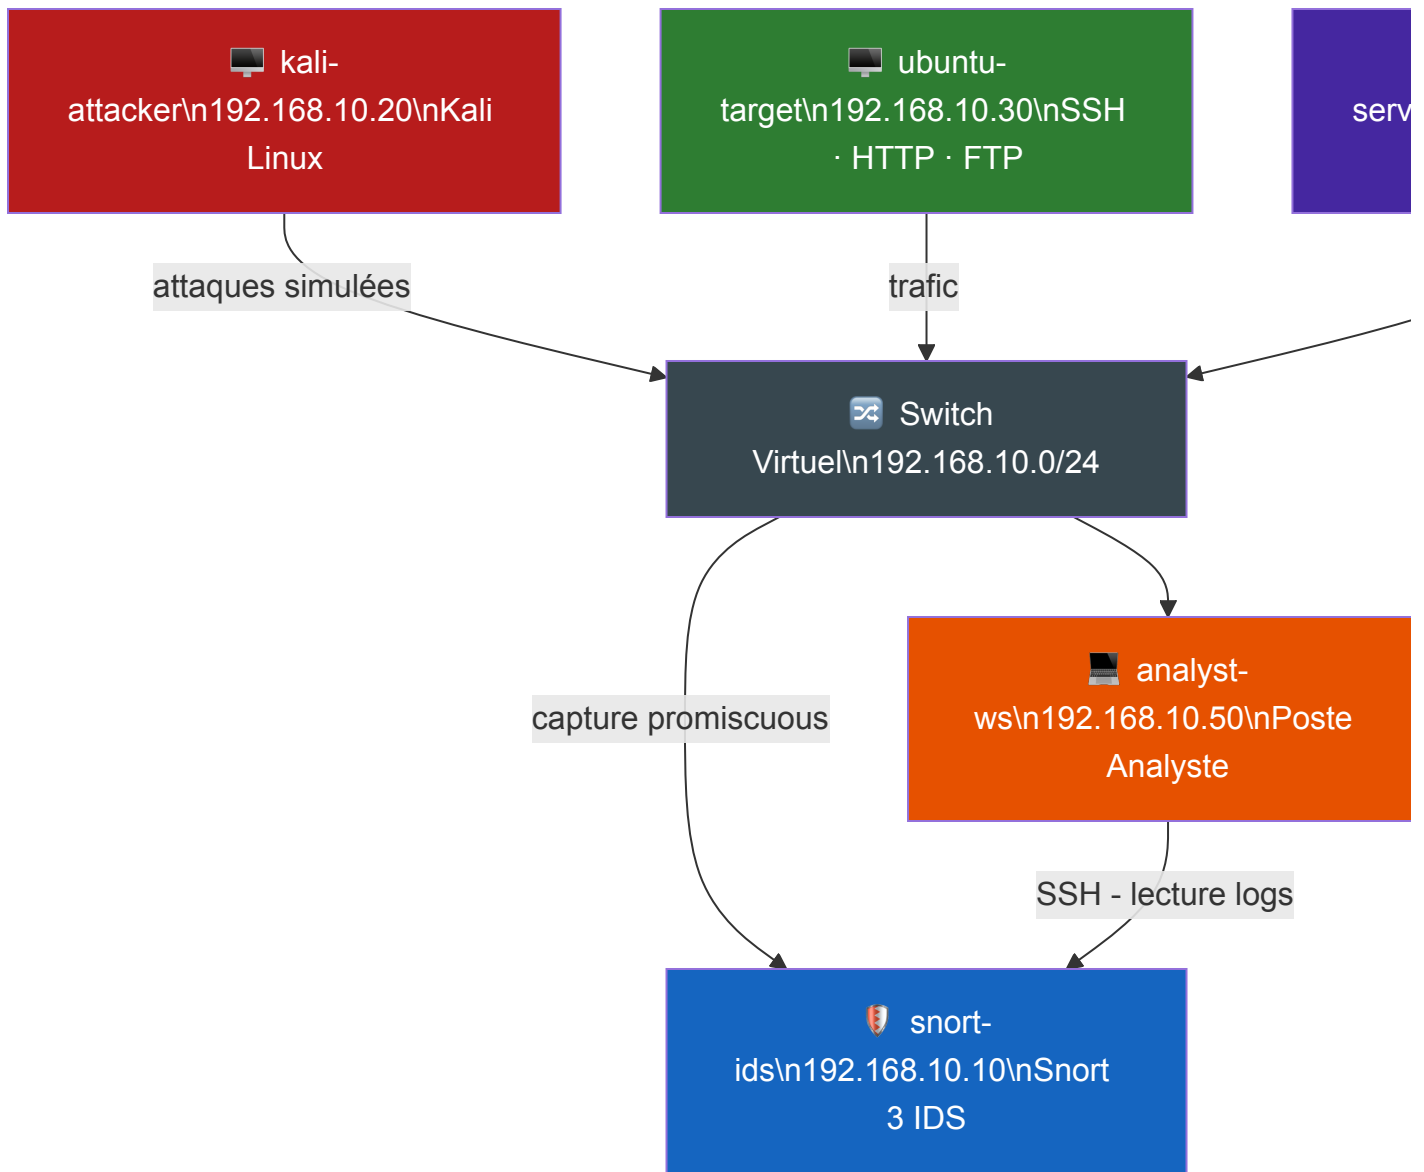 kali-
attacker\n192.168.10.20\nKali
Linux
ubuntu-
target\n192.168.10.30\nSSH
· HTTP · FTP
serv
attaques simulées
trafic
Switch
Virtuel\n192.168.10.0/24
analyst-
ws\n192.168.10.50\nPoste
Analyste
capture promiscuous
SSH - lecture logs
snort-
ids\n192.168.10.10\nSnort
3 IDS